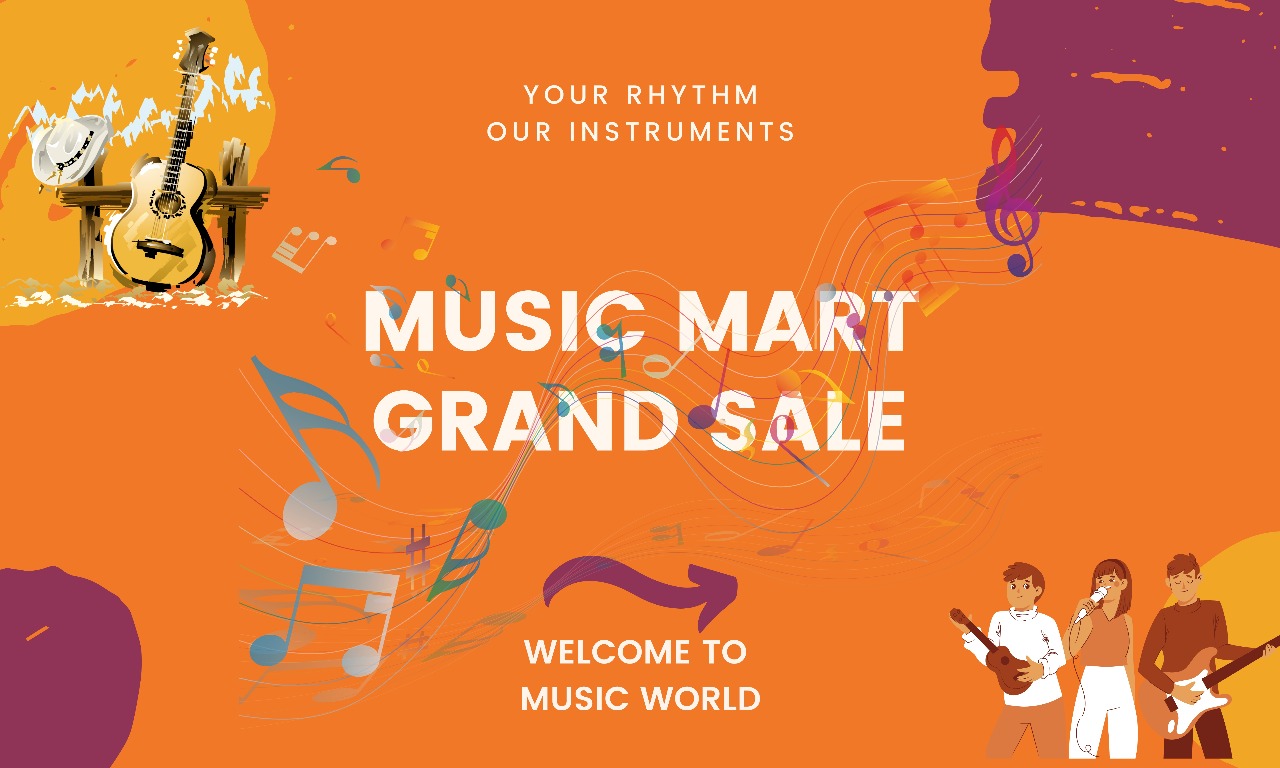 YOUR RHYTHM
OUR INSTRUMENTS
MUSIC MART
GRAND SALE
WELCOME TO
MUSIC WORLD